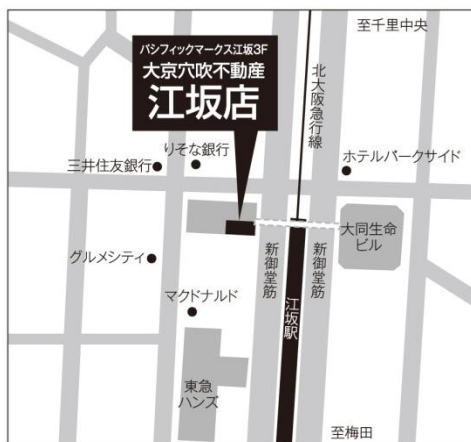 至千里中央
パシフィックマークス江坂3F
大京穴吹不動産
江坂店
北大阪急行線
りそな銀行
三井住友銀行
ホテルパークサイド
大同生命
ビル
新御堂筋
新御堂筋
グルメシティ
江坂駅
マクドナルド
東急
ハンズ
至梅田